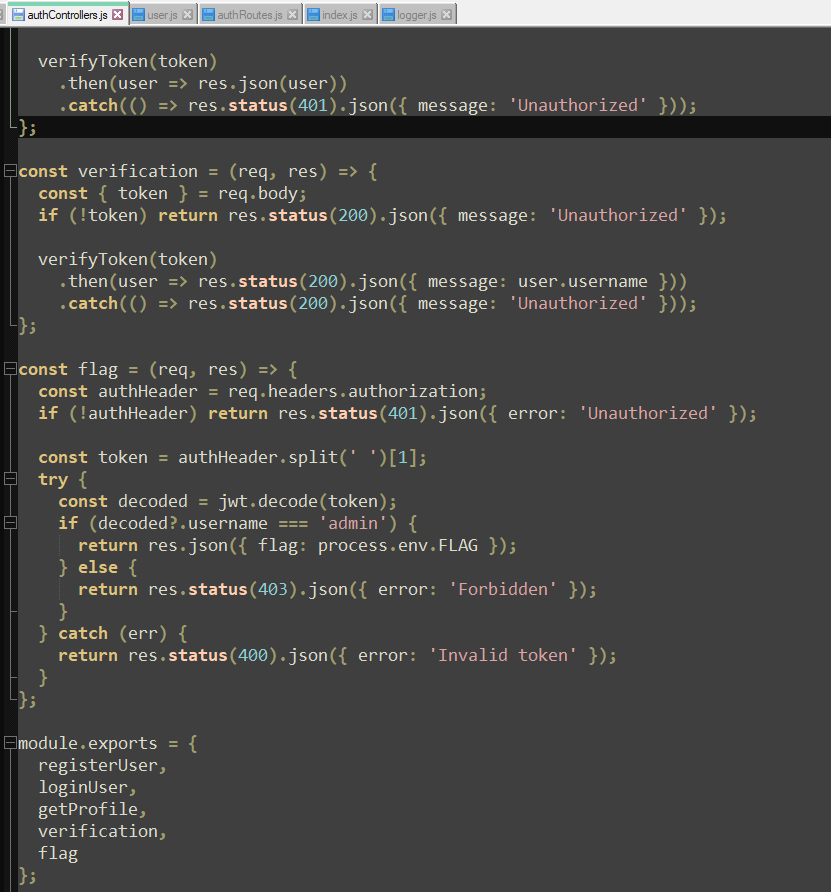 authControllers.js user.js authRoutes.js index.js logger.js
verifyToken(token)
.then(user => res.json(user))
.catch(() => res.status(401).json({ message: 'Unauthorized' }));
};
const verification = (req, res) => {
const { token } = req.body;
if (!token) return res.status(200).json({ message: 'Unauthorized' });
verifyToken(token)
.then(user => res.status(200).json({ message: user.username }))
.catch(() => res.status(200).json({ message: 'Unauthorized' }));
};
const flag = (req, res) => {
const authHeader = req.headers.authorization;
if (!authHeader) return res.status(401).json({ error: 'Unauthorized' });
const token = authHeader.split(' ')[1];
try {
const decoded = jwt.decode(token);
if (decoded?.username === 'admin') {
return res.json({ flag: process.env.FLAG });
} else {
return res.status(403).json({ error: 'Forbidden' });
}
} catch (err) {
return res.status(400).json({ error: 'Invalid token' });
}
};
module.exports = {
registerUser,
loginUser,
getProfile,
verification,
flag
};